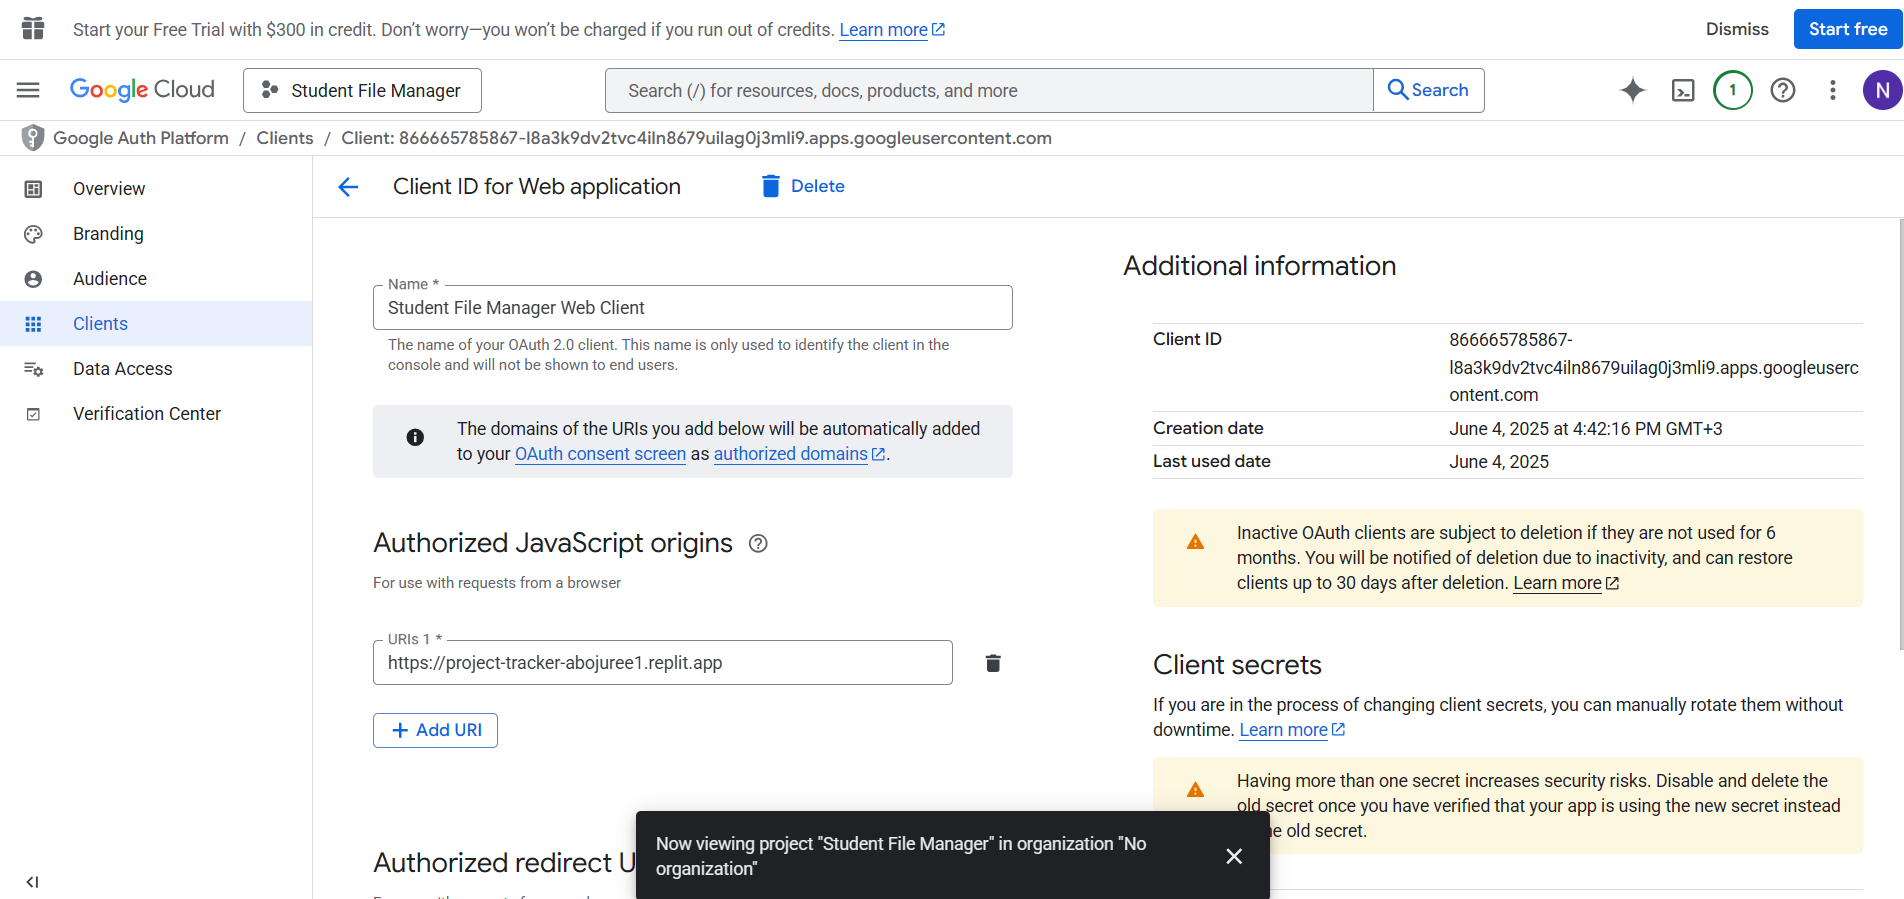 Start your Free Trial with $300 in credit. Don’t worry—you won’t be charged if you run out of credits. Learn more
Dismiss
Start free
Google Cloud
Student File Manager
Search (/) for resources, docs, products, and more
Search
1
N
Google Auth Platform / Clients / Client: 866665785867-l8a3k9dv2tvc4iln8679uilag0j3mli9.apps.googleusercontent.com
Overview
Branding
Audience
Clients
Data Access
Verification Center
Client ID for Web application
Delete
Name *
Student File Manager Web Client
The name of your OAuth 2.0 client. This name is only used to identify the client in the
console and will not be shown to end users.
The domains of the URIs you add below will be automatically added
to your OAuth consent screen as authorized domains.
Authorized JavaScript origins
For use with requests from a browser
URIs 1 *
https://project-tracker-abojuree1.replit.app
Add URI
Authorized redirect U
Additional information
Client ID
866665785867-
l8a3k9dv2tvc4iln8679uilag0j3mli9.apps.googleuserc
ontent.com
Creation date
June 4, 2025 at 4:42:16 PM GMT+3
Last used date
June 4, 2025
Inactive OAuth clients are subject to deletion if they are not used for 6
months. You will be notified of deletion due to inactivity, and can restore
clients up to 30 days after deletion. Learn more
Client secrets
If you are in the process of changing client secrets, you can manually rotate them without
downtime. Learn more
Having more than one secret increases security risks. Disable and delete the
old secret once you have verified that your app is using the new secret instead
old secret.
Now viewing project "Student File Manager" in organization "No
organization"